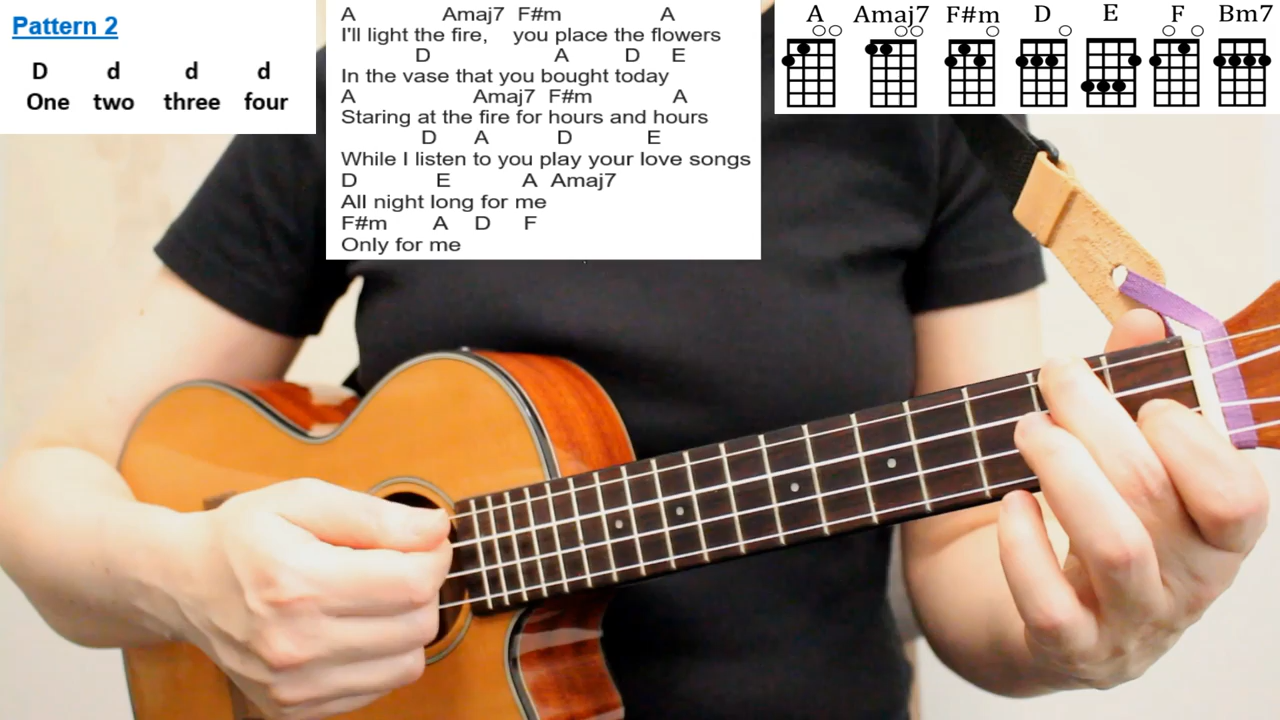 Pattern 2
D d d d
One two three four
A Amaj7 F#m A
I'll light the fire, you place the flowers
D A D E
In the vase that you bought today
A Amaj7 F#m A
Staring at the fire for hours and hours
D A D E
While I listen to you play your love songs
D E A Amaj7
All night long for me
F#m A D F
Only for me
A Amaj7 F#m D E F Bm7